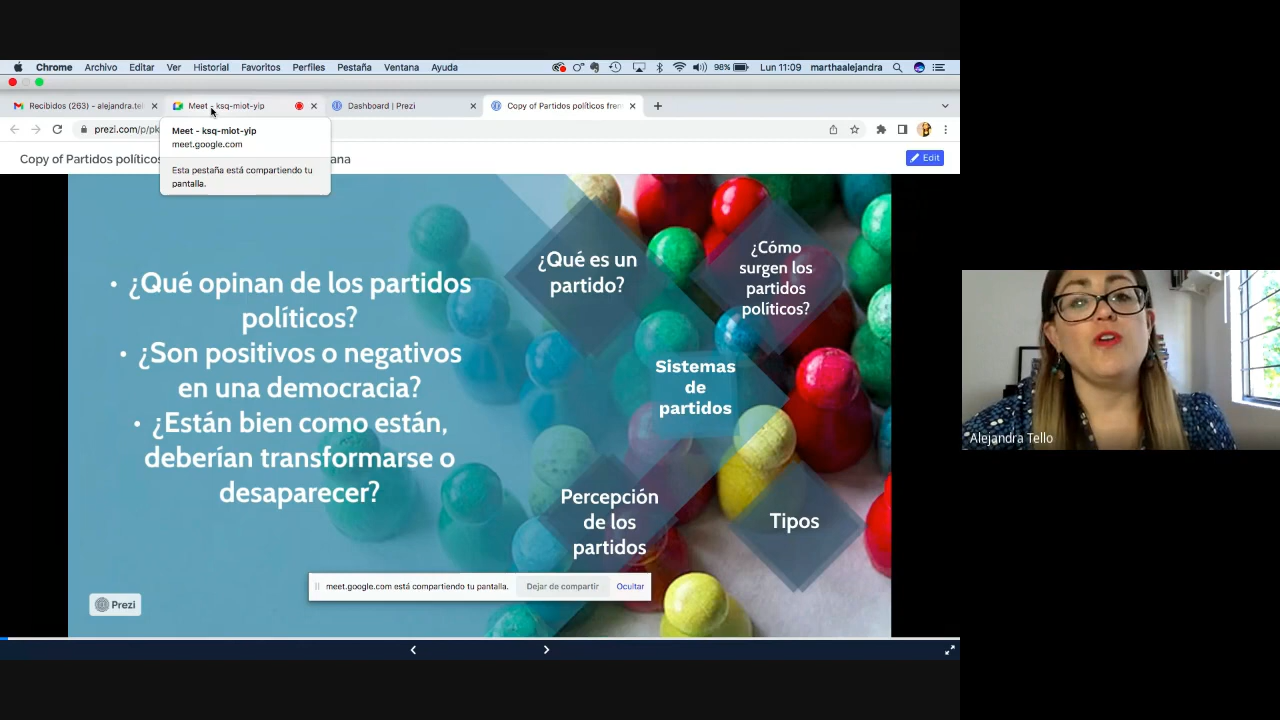 Chrome Archivo Editar Ver Historial Favoritos Perfiles Pestaña Ventana Ayuda 98% Lun 11:09 marthaalejandra
Recibidos (263) - alejandra.tel Meet - ksq-miot-yip Dashboard | Prezi Copy of Partidos políticos fren
prezi.com/p/pk
Meet - ksq-miot-yip
meet.google.com
Esta pestaña está compartiendo tu
pantalla.
Copy of Partidos políticos ana Edit
• ¿Qué opinan de los partidos
políticos?
• ¿Son positivos o negativos
en una democracia?
• ¿Están bien como están,
deberían transformarse o
desaparecer?
¿Qué es un
partido?
¿Cómo
surgen los
partidos
políticos?
Sistemas
de
partidos
Percepción
de los
partidos
Tipos
meet.google.com está compartiendo tu pantalla. Dejar de compartir Ocultar
Prezi
Alejandra Tello